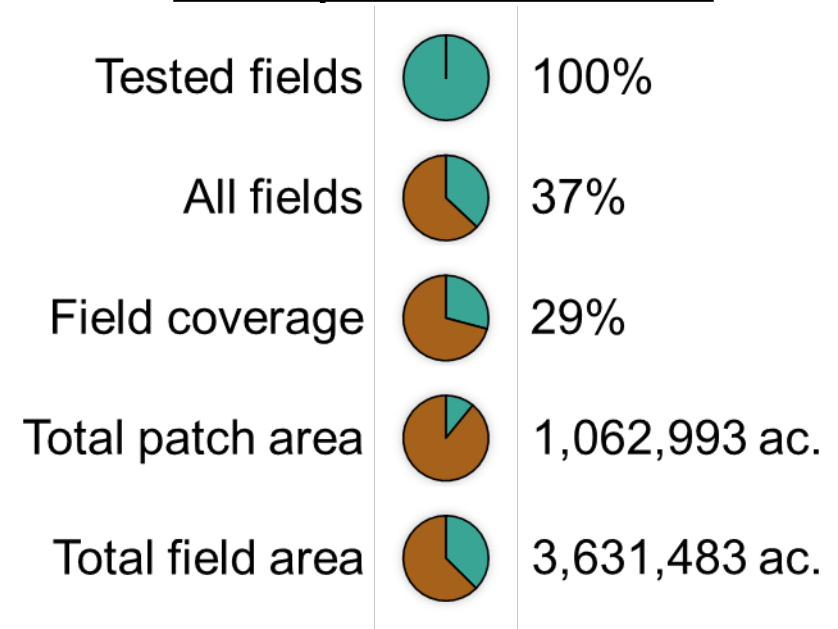 Tested fields 100%
All fields 37%
Field coverage 29%
Total patch area 1,062,993 ac.
Total field area 3,631,483 ac.